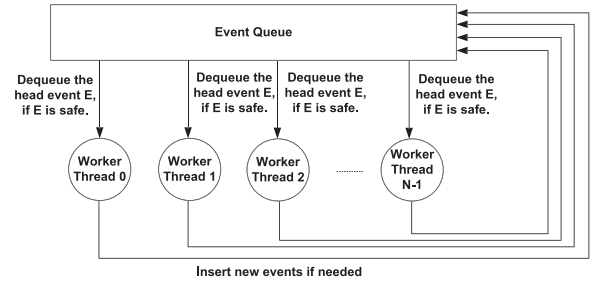 Event Queue
Dequeue the
head event E,
if E is safe.
Dequeue the
head event E,
if E is safe.
Dequeue the
head event E,
if E is safe.
Dequeue the
head event E,
if E is safe.
Worker
Thread 0
Worker
Thread 1
Worker
Thread 2
..........
Worker
Thread
N-1
Insert new events if needed